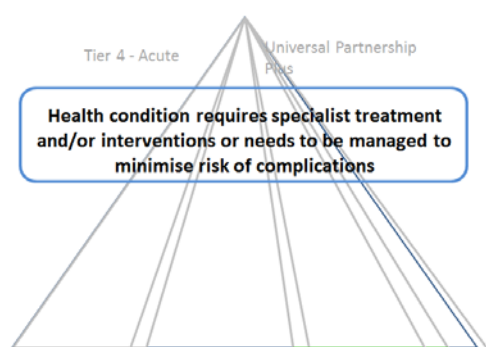 Tier 4 - Acute
Universal Partnership
Plus
Health condition requires specialist treatment
and/or interventions or needs to be managed to
minimise risk of complications